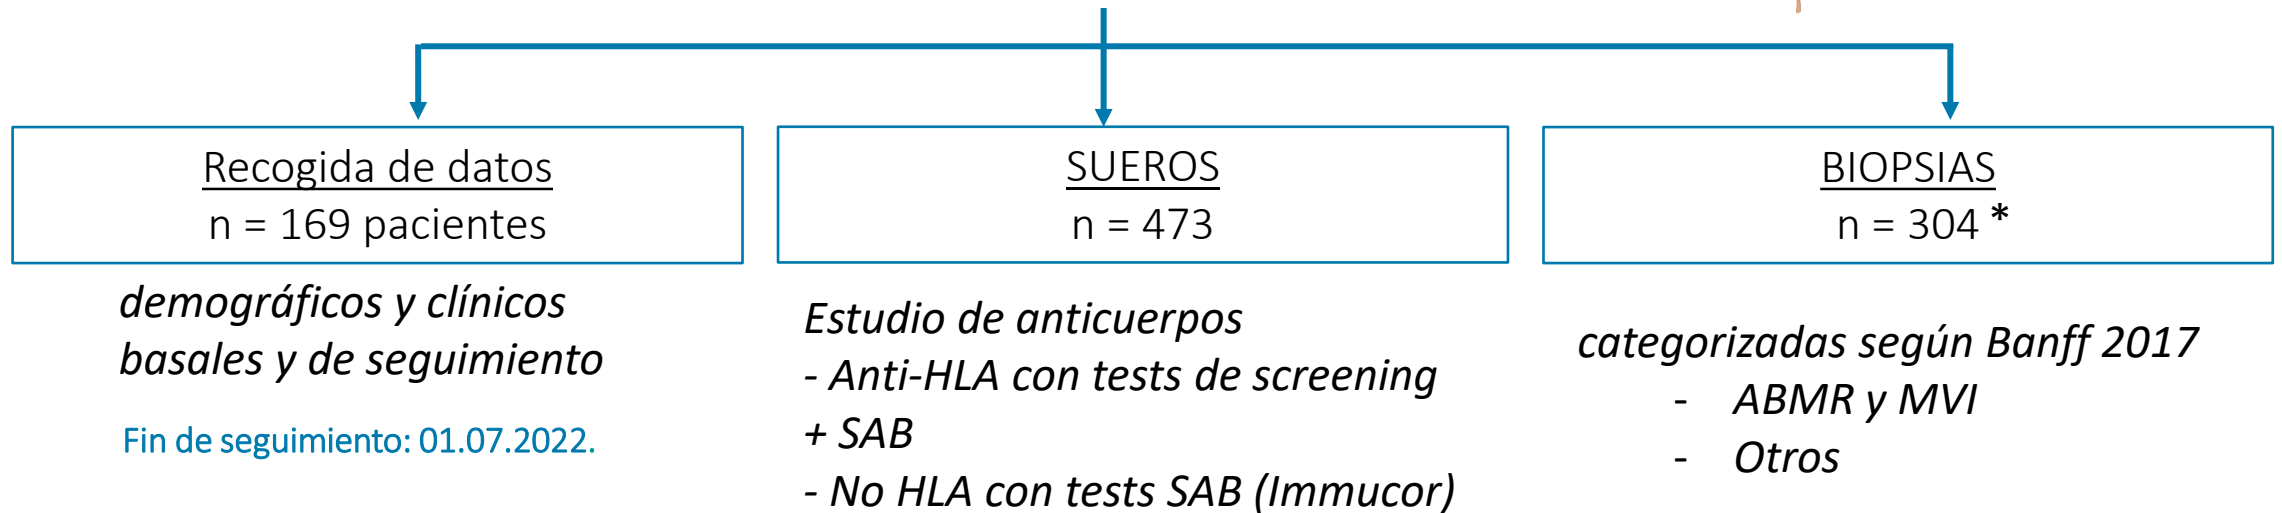 Recogida de datos
n = 169 pacientes
demográficos y clínicos
basales y de seguimiento
Fin de seguimiento: 01.07.2022.
SUEROS
n = 473
Estudio de anticuerpos
- Anti-HLA con tests de screening
+ SAB
- No HLA con tests SAB (Immucor)
BIOPSIAS
n = 304 *
categorizadas según Banff 2017
- ABMR y MVI
- Otros